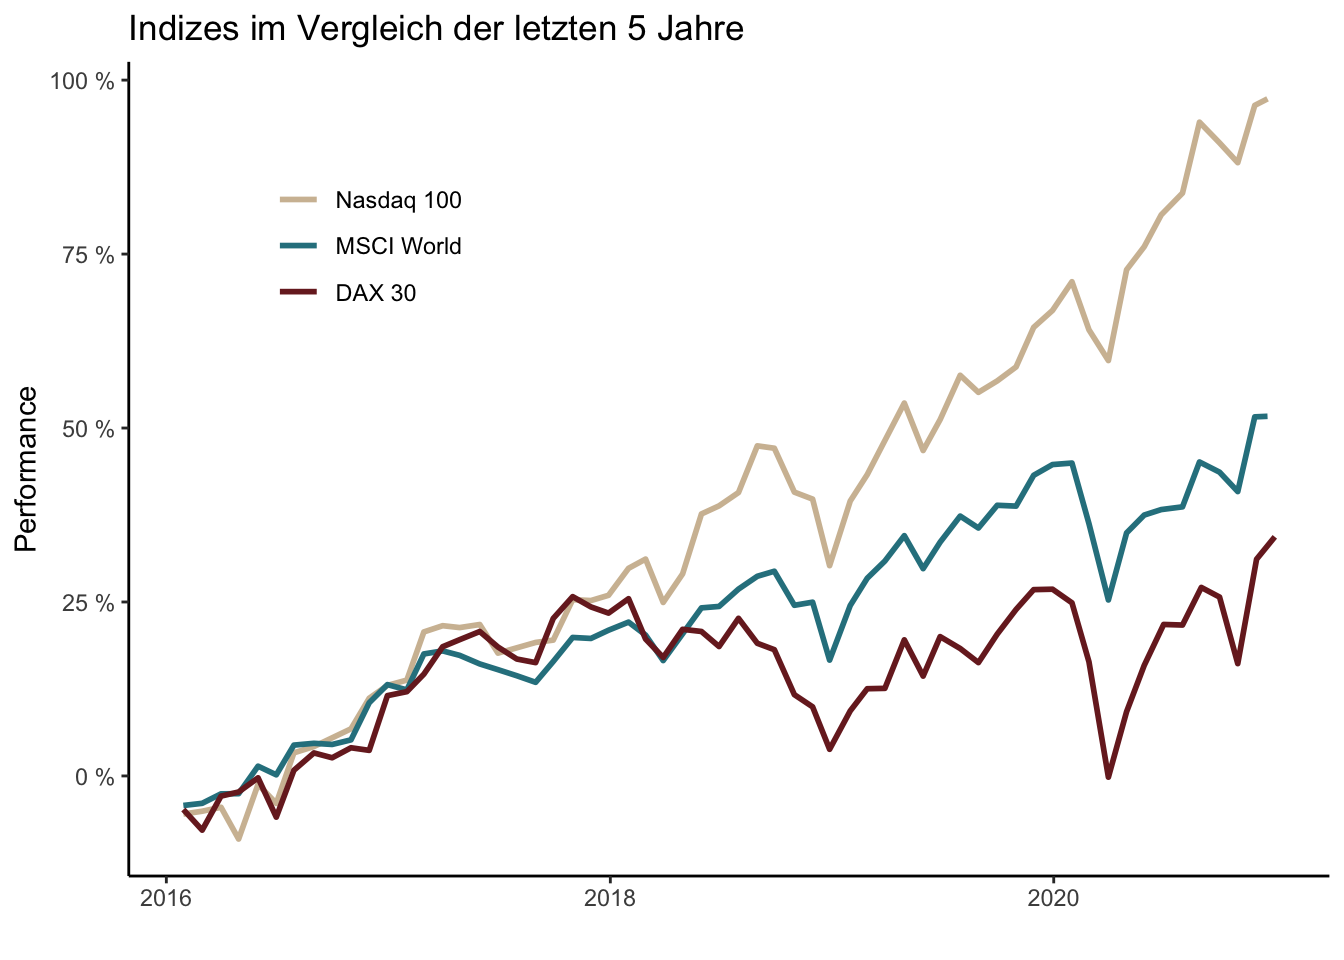 Indizes im Vergleich der letzten 5 Jahre
100 %
75 %
50 %
25 %
0 %
Performance
Nasdaq 100
MSCI World
DAX 30
2016
2018
2020